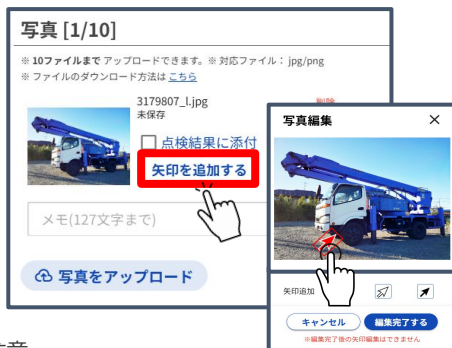 写真 [1/10]
※ 10ファイルまで アップロードできます。※ 対応ファイル： jpg/png
※ ファイルのダウンロード方法は こちら
3179807_l.jpg
未保存
削除
点検結果に添付
矢印を追加する
メモ(127文字まで)
写真をアップロード
写真編集
×
矢印追加
キャンセル
編集完了する
※編集完了後の矢印編集はできません